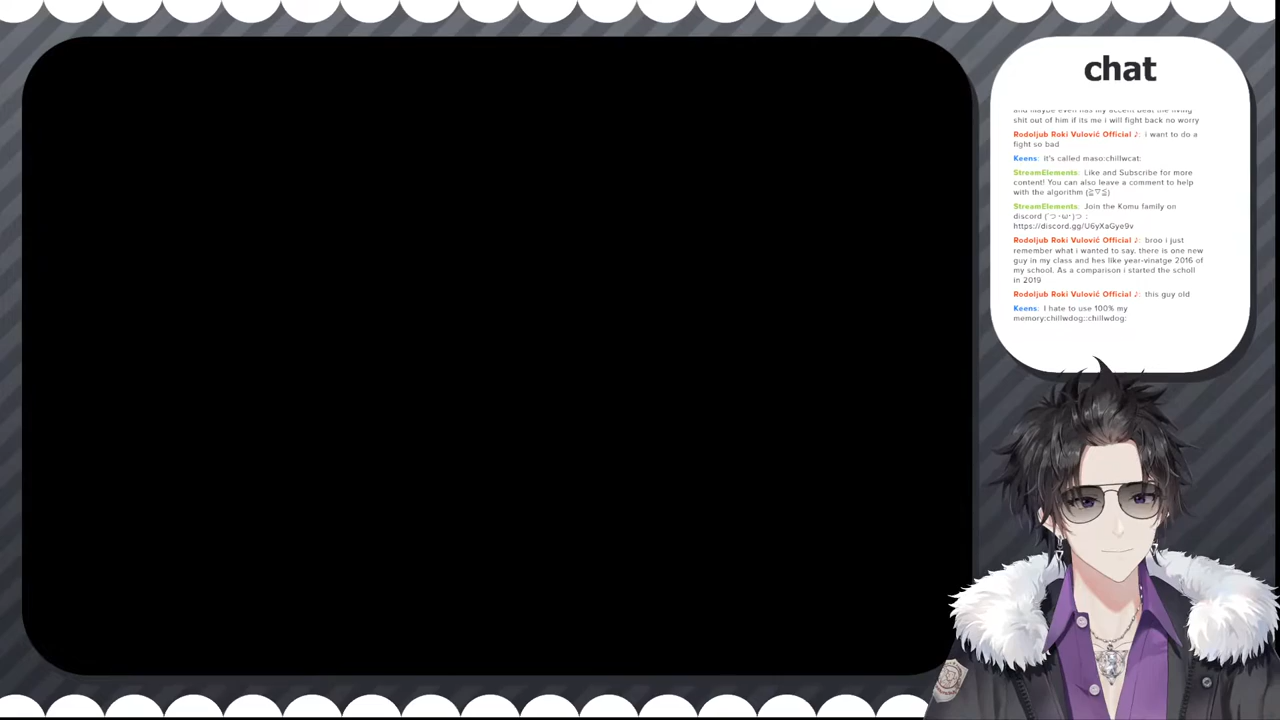 chat
and maybe even has my accent beat the living
shit out of him if its me i will fight back no worry
Rodoljub Roki Vulović Official ♪: i want to do a
fight so bad
Keens: It's called maso:chillwcat:
StreamElements: Like and Subscribe for more
content! You can also leave a comment to help
with the algorithm (≧▽≦)
StreamElements: Join the Komu family on
discord (´つ・ω・)つ :
https://discord.gg/U6yXaGye9v
Rodoljub Roki Vulović Official ♪: broo i just
remember what i wanted to say. there is one new
guy in my class and hes like year-vinatge 2016 of
my school. As a comparison i started the scholl
in 2019
Rodoljub Roki Vulović Official ♪: this guy old
Keens: I hate to use 100% my
memory:chillwdog::chillwdog: